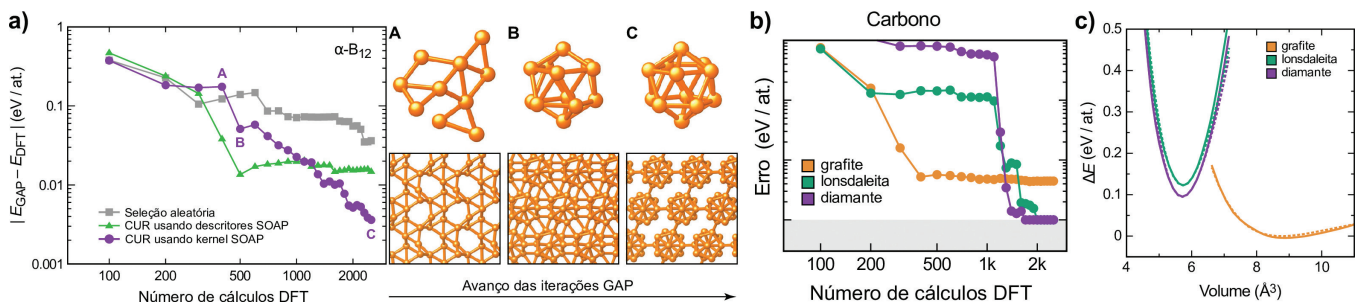 a)
α-B12
| EGAP – EDFT | (eV / at.)
1
0.1
0.01
0.001
A
B
C
Seleção aleatória
CUR usando descritores SOAP
CUR usando kernel SOAP
100
200
500
1000
2000
Número de cálculos DFT
A
B
C
Avanço das iterações GAP
b)
Carbono
Erro (eV / at.)
grafite
lonsdaleita
diamante
100
200
500
1k
2k
Número de cálculos DFT
c)
ΔE (eV / at.)
0.5
0.4
0.3
0.2
0.1
0
grafite
lonsdaleita
diamante
4
6
8
10
Volume (Å3)